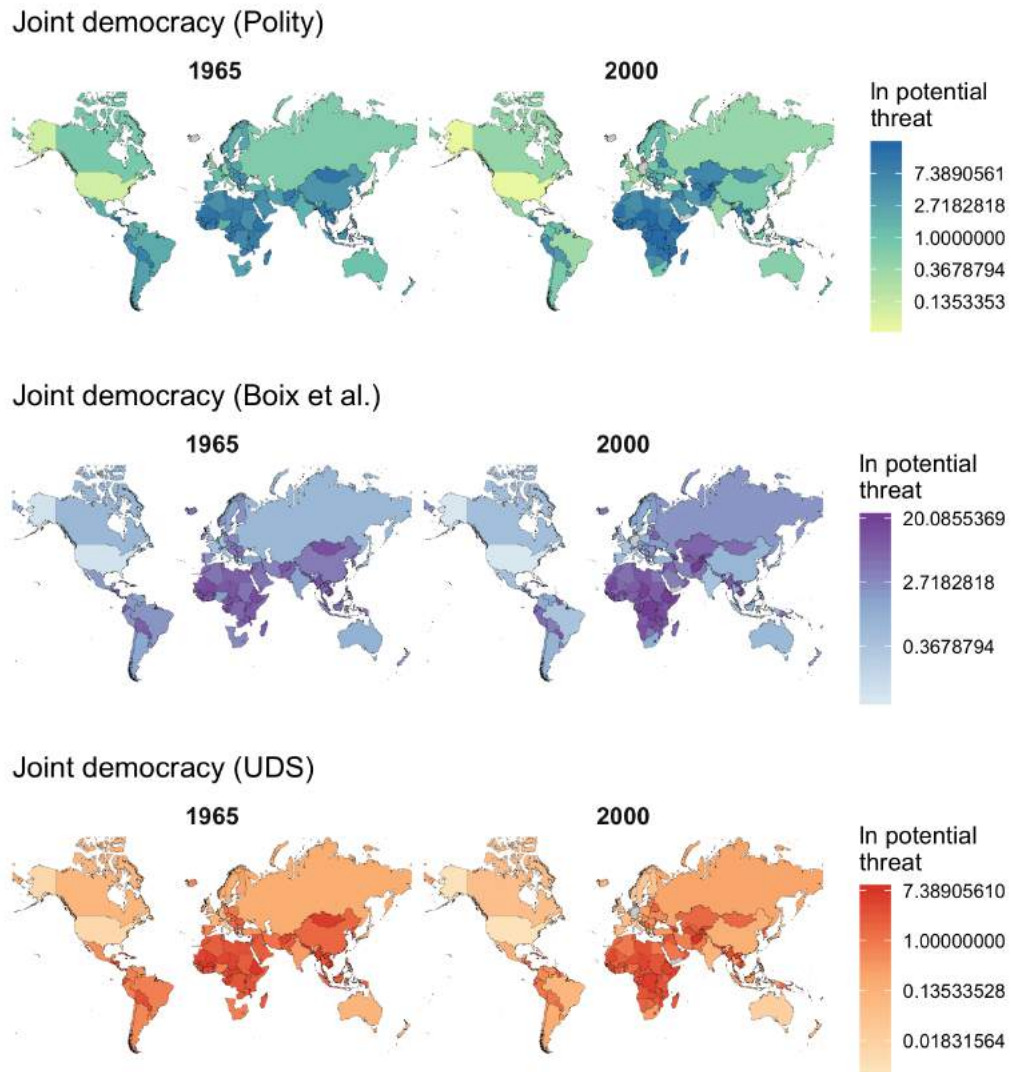 Joint democracy (Polity)
1965
2000
ln potential
threat
7.3890561
2.7182818
1.0000000
0.3678794
0.1353353
Joint democracy (Boix et al.)
1965
2000
ln potential
threat
20.0855369
2.7182818
0.3678794
Joint democracy (UDS)
1965
2000
ln potential
threat
7.38905610
1.00000000
0.13533528
0.01831564